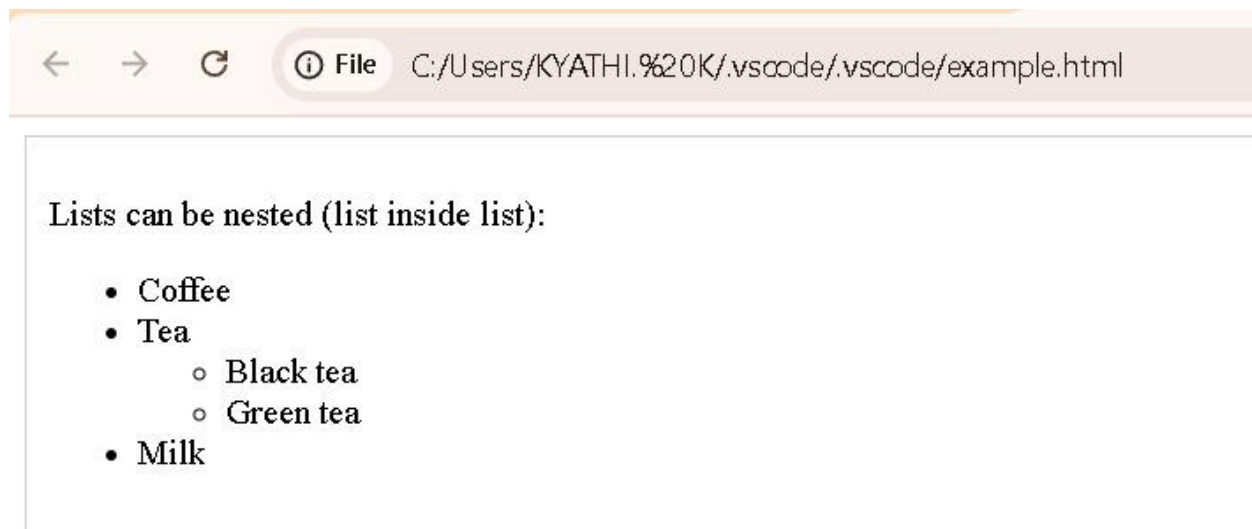 File C:/Users/KYATHI.%20K/.vscode/.vscode/example.html
Lists can be nested (list inside list):
• Coffee
• Tea
◦ Black tea
◦ Green tea
• Milk